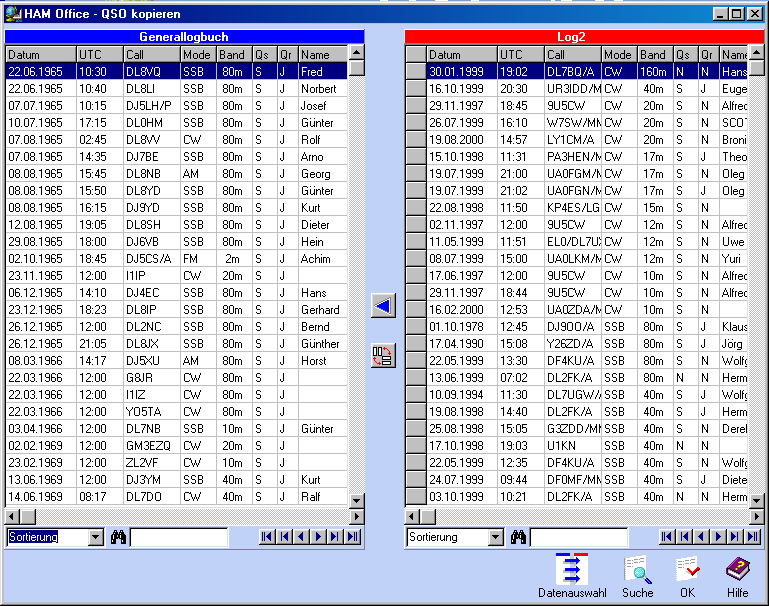 HAM Office - QSO kopieren
Generallogbuch
Datum UTC Call Mode Band Qs Qr Name
22.06.1965 10:30 DL8VQ SSB 80m S J Fred
22.06.1965 10:40 DL8LI SSB 80m S J Norbert
07.07.1965 10:15 DJ5LH/P SSB 80m S J Josef
10.07.1965 17:15 DL0HM SSB 80m S J Günter
07.08.1965 02:45 DL8VV CW 80m S J Rolf
07.08.1965 14:35 DJ7BE SSB 80m S J Arno
08.08.1965 15:45 DL8NB AM 80m S J Georg
08.08.1965 15:50 DL8YD SSB 80m S J Günter
08.08.1965 16:15 DJ9YD SSB 80m S J Kurt
12.08.1965 19:05 DL8SH SSB 80m S J Dieter
29.08.1965 18:00 DJ6VB SSB 80m S J Hein
02.10.1965 18:45 DJ5CS/A FM 2m S J Achim
23.11.1965 12:00 I1IP CW 20m S J
06.12.1965 14:10 DJ4EC SSB 80m S J Hans
23.12.1965 18:23 DL8IP SSB 80m S J Gerhard
26.12.1965 12:00 DL2NC SSB 80m S J Bernd
26.12.1965 21:05 DL8JX SSB 80m S J Günther
08.03.1966 14:17 DJ5XU AM 80m S J Horst
22.03.1966 12:00 G8JR CW 80m S J
22.03.1966 12:00 I1IZ CW 80m S J
22.03.1966 12:00 YO5TA CW 80m S J
03.04.1966 12:00 DL7NB SSB 10m S J Günter
02.02.1969 12:00 GM3EZQ CW 20m S J
23.02.1969 12:00 ZL2VF CW 10m S J
13.06.1969 12:00 DJ3YM SSB 40m S J Kurt
14.06.1969 08:17 DL7DO CW 40m S J Ralf
Sortierung
Log2
Datum UTC Call Mode Band Qs Qr Name
30.01.1999 19:02 DL7BQ/A CW 160m N N Hans
16.10.1999 20:30 UR3IDD/M CW 40m S J Euge
29.11.1997 18:45 9U5CW CW 20m S N Alfred
26.07.1999 16:10 W7SW/MM CW 20m S N SCOT
19.08.2000 14:57 LY1CM/A CW 20m S N Broni
15.10.1998 11:31 PA3HEN/M CW 17m S J Theo
19.07.1999 21:00 UA0FGM/M CW 17m S N Oleg
19.07.1999 21:02 UA0FGN/M CW 17m S J Oleg
22.08.1998 11:50 KP4ES/LG CW 15m S N
02.11.1997 12:00 9U5CW CW 12m S N Alfred
11.05.1999 11:51 EL0/DL7U CW 12m S N Uwe
08.07.1999 15:00 UA0LKM/M CW 12m S N Yuri
17.06.1997 12:00 9U5CW CW 10m S N Alfred
29.11.1997 18:44 9U5CW CW 10m S N Alfred
16.02.2000 12:53 UA0ZDA/M CW 10m S N
01.10.1978 12:45 DJ9OO/A SSB 80m S J Klaus
17.04.1990 15:08 Y26ZD/A SSB 80m S J Jörg
22.05.1999 13:30 DF4KU/A SSB 80m S N Wolfg
13.06.1999 07:02 DL2FK/A SSB 80m N N Herm
10.09.1994 11:30 DL7UGW/ SSB 40m S J Wolfg
19.08.1998 14:40 DL2FK/A SSB 40m S J Herm
25.08.1998 15:05 G3ZDD/MM SSB 40m S N Derel
17.10.1998 19:03 U1KN SSB 40m N N
22.05.1999 12:35 DF4KU/A SSB 40m S N Wolfg
24.07.1999 09:44 DF0MF/MM SSB 40m S J Diete
03.10.1999 10:21 DL2FK/A SSB 40m N N Herm
Sortierung
Datenauswahl Suche OK Hilfe